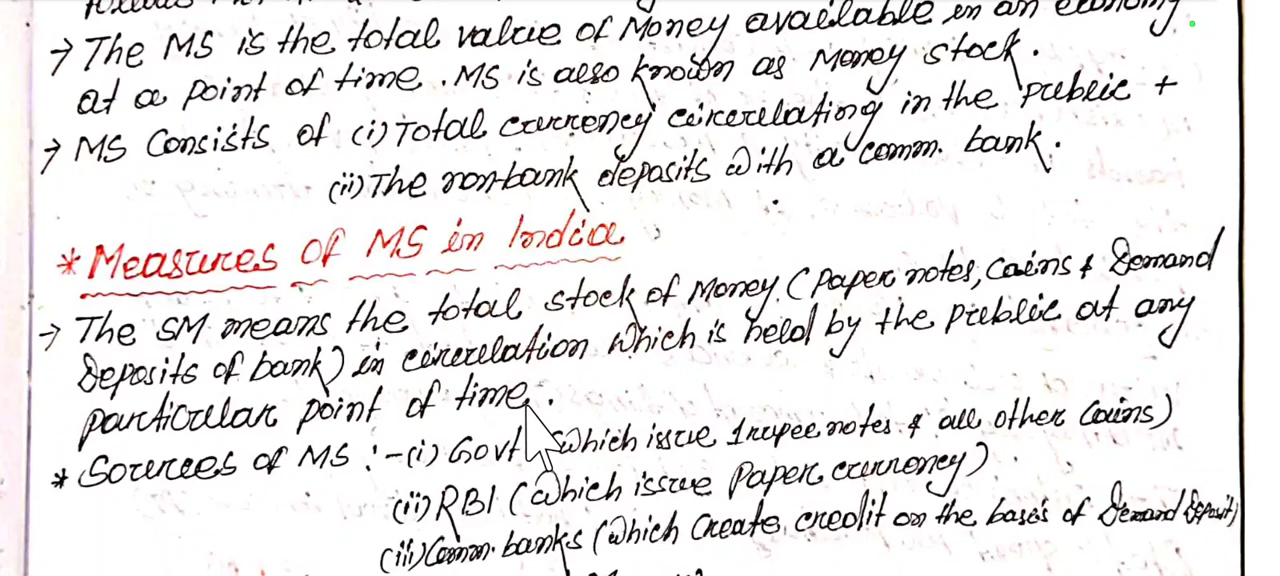 → The MS is the total value of Money available in an economy
at a point of time. MS is also known as Money stock.
→ MS Consists of (i) Total currency circulating in the public +
(ii) The non-bank deposits with a comm. bank.
* Measures of MS in India
→ The SM means the total stock of Money (paper notes, Coins & Demand
Deposits of bank) in circulation which is held by the public at any
particular point of time.
* Sources of MS :- (i) Govt (which issue 1 rupee notes & all other Coins)
(ii) RBI (which issue Paper currency)
(iii) Comm. banks (which create credit on the bases of Demand Deposit)